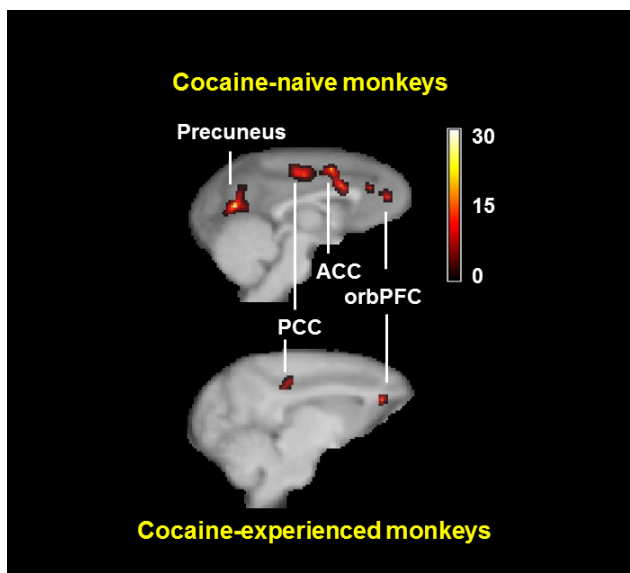 Cocaine-naive monkeys
Precuneus
30
15
0
ACC
orbPFC
PCC
Cocaine-experienced monkeys